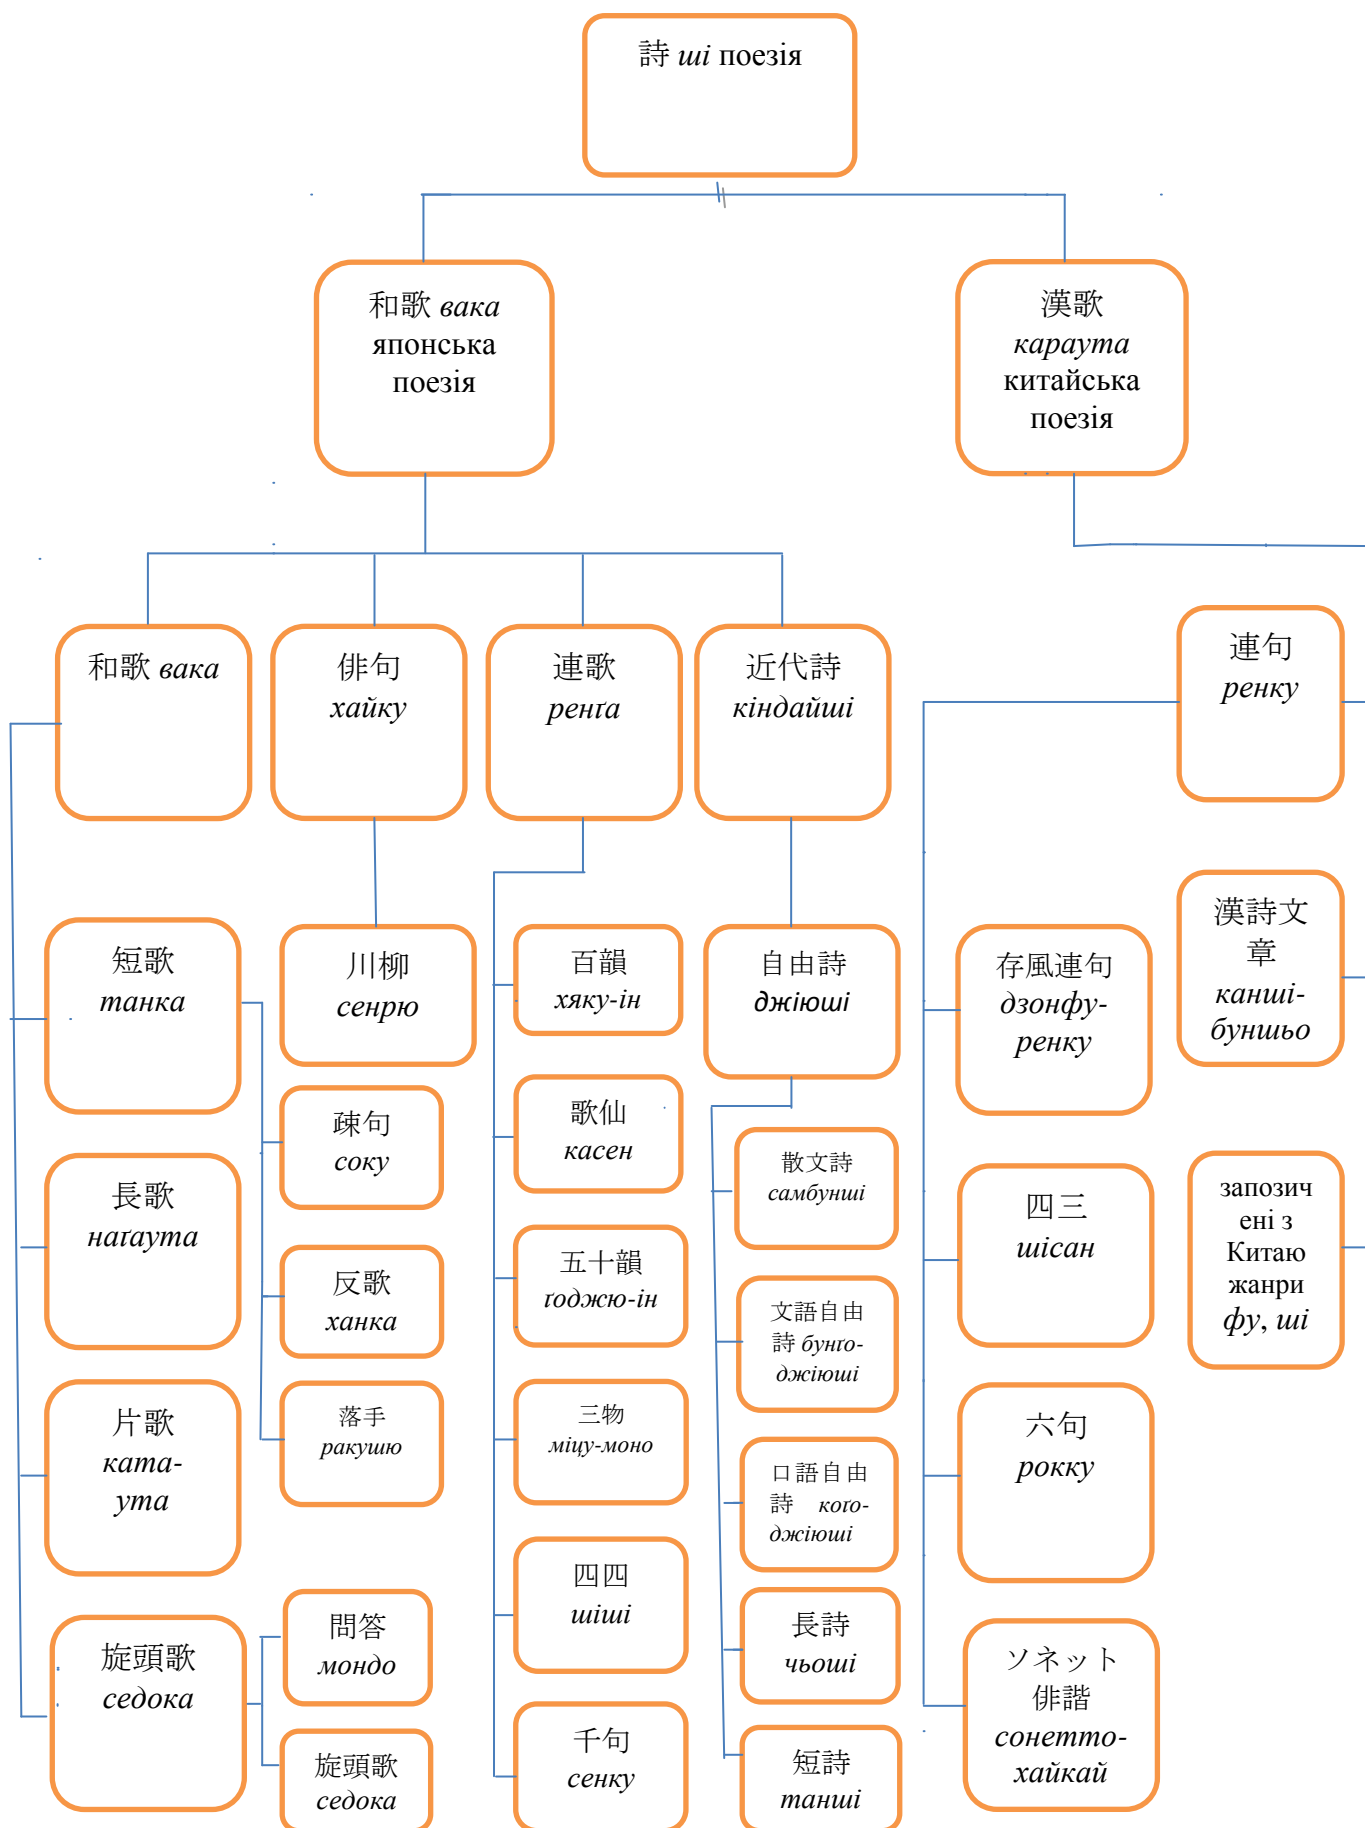 詩 ші поезія
和歌 вака
японська
поезія
漢歌
караута
китайська
поезія
和歌 вака
俳句
хайку
連歌
ренґа
近代詩
кіндайші
連句
ренку
短歌
танка
長歌
наґаута
片歌
ката-
ута
旋頭歌
седока
川柳
сенрю
疎句
соку
反歌
ханка
落手
ракушю
問答
мондо
旋頭歌
седока
百韻
хяку-ін
歌仙
касен
五十韻
ґоджю-ін
三物
міцу-моно
四四
шіші
千句
сенку
自由詩
джіюші
散文詩
самбунші
文語自由
詩 бунґо-
джіюші
口語自由
詩 коґо-
джіюші
長詩
чьоші
短詩
танші
存風連句
дзонфу-
ренку
四三
шісан
六句
рокку
ソネット
俳諧
сонетто-
хайкай
漢詩文
章
канші-
буншьо
запозич
ені з
Китаю
жанри
фу, ші